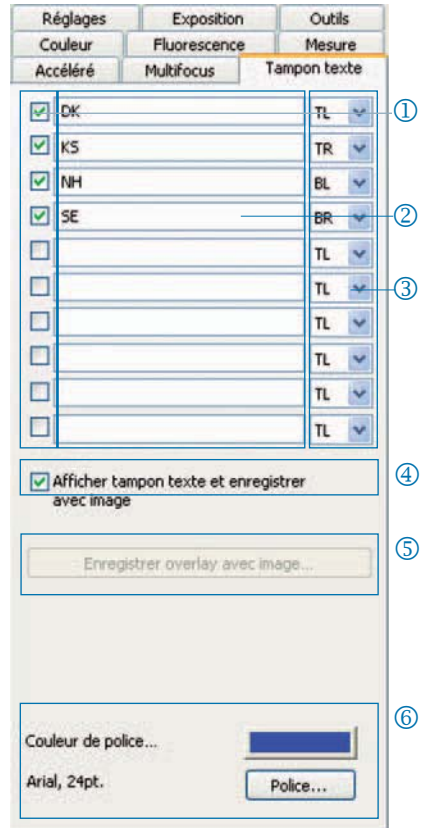 Réglages Exposition Outils
Couleur Fluorescence Mesure
Accéléré Multifocus Tampon texte
DK TL ①
KS TR
NH BL
SE BR ②
TL
TL ③
TL
TL
TL
TL
Afficher tampon texte et enregistrer ④
avec image
Enregistrer overlay avec image... ⑤
⑥
Couleur de police...
Arial, 24pt. Police...